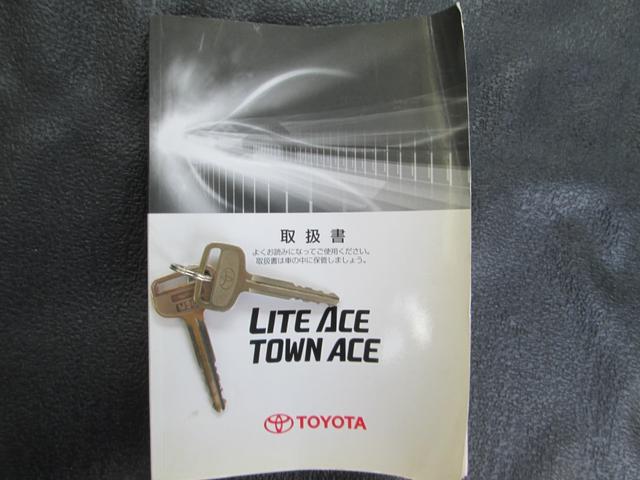 取扱書
よくお読みになってご使用ください。
取扱書は車の中に保管しましょう。
LITE ACE
TOWN ACE
TOYOTA